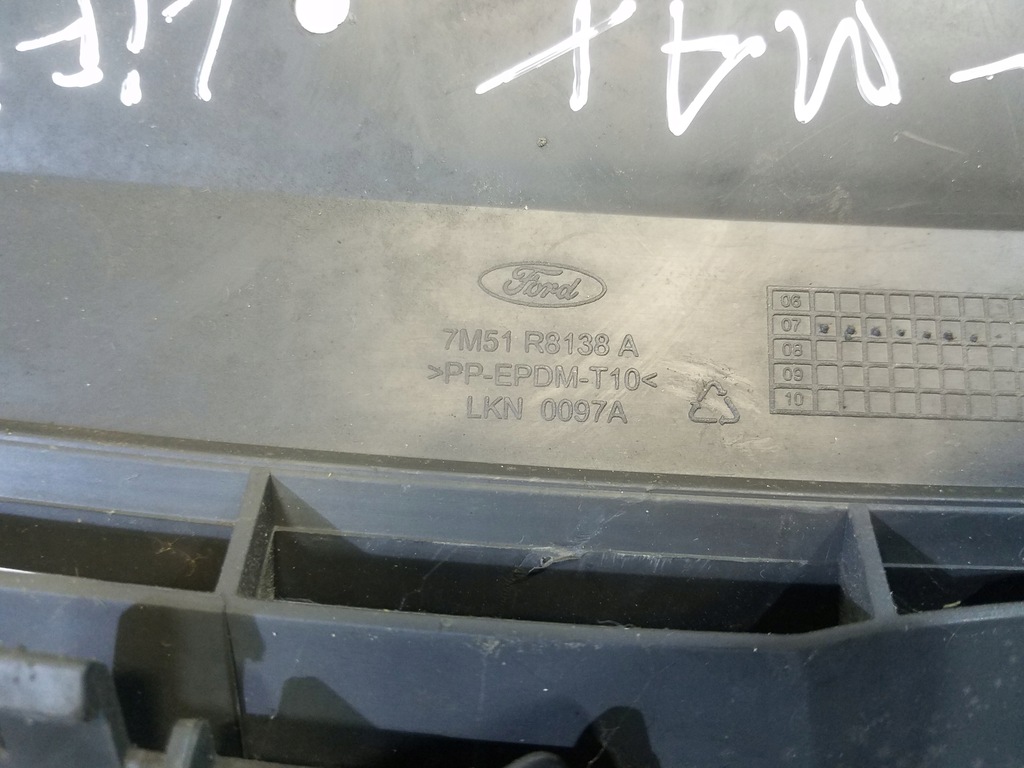 Ford
7M51 R8138 A
>PP-EPDM-T10<
LKN 0097A
06
07
08
09
10